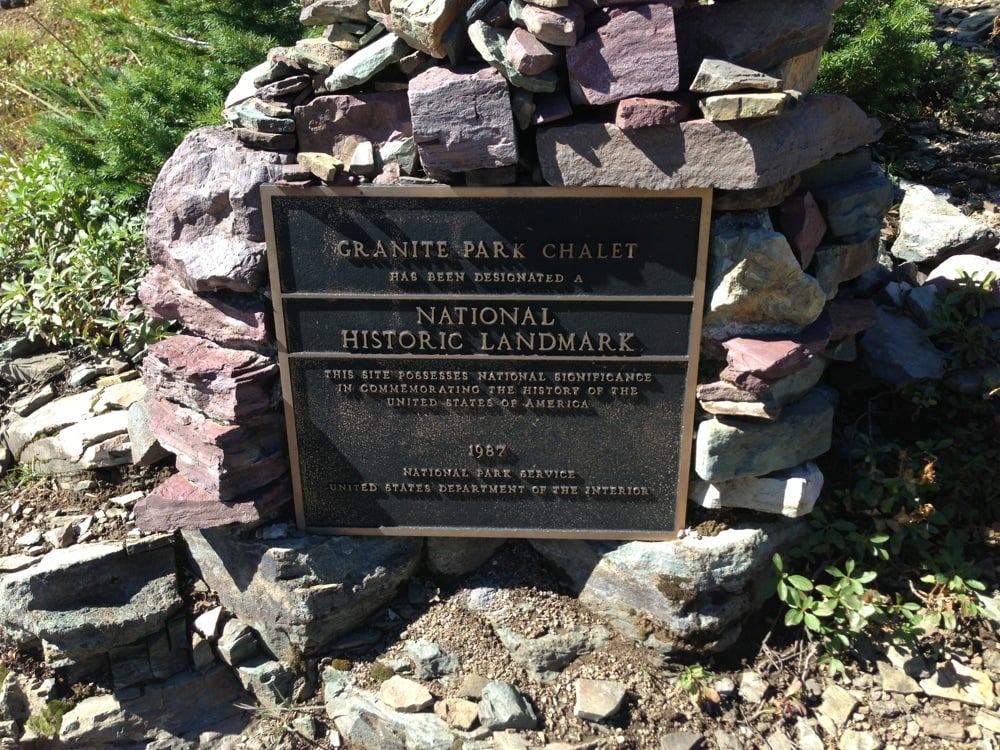 GRANITE PARK CHALET
HAS BEEN DESIGNATED A
NATIONAL
HISTORIC LANDMARK
THIS SITE POSSESSES NATIONAL SIGNIFICANCE
IN COMMEMORATING THE HISTORY OF THE
UNITED STATES OF AMERICA
1987
NATIONAL PARK SERVICE
UNITED STATES DEPARTMENT OF THE INTERIOR